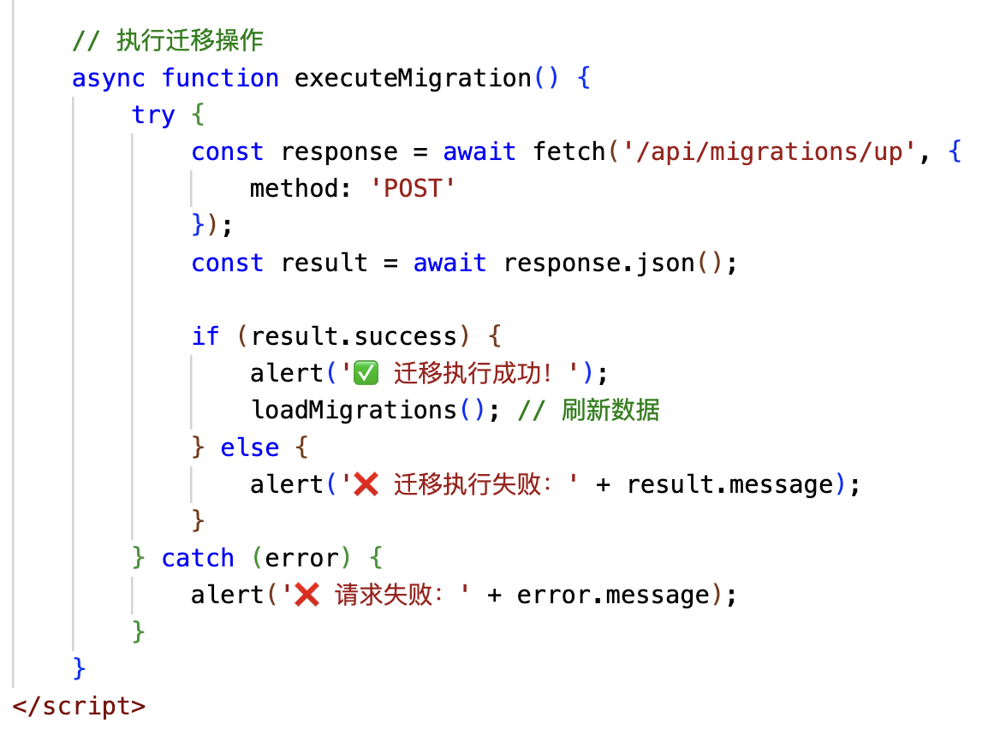 // 执行迁移操作
async function executeMigration() {
try {
const response = await fetch('/api/migrations/up', {
method: 'POST'
});
const result = await response.json();
if (result.success) {
alert('✅ 迁移执行成功！');
loadMigrations(); // 刷新数据
} else {
alert('❌ 迁移执行失败：' + result.message);
}
} catch (error) {
alert('❌ 请求失败：' + error.message);
}
}
</script>